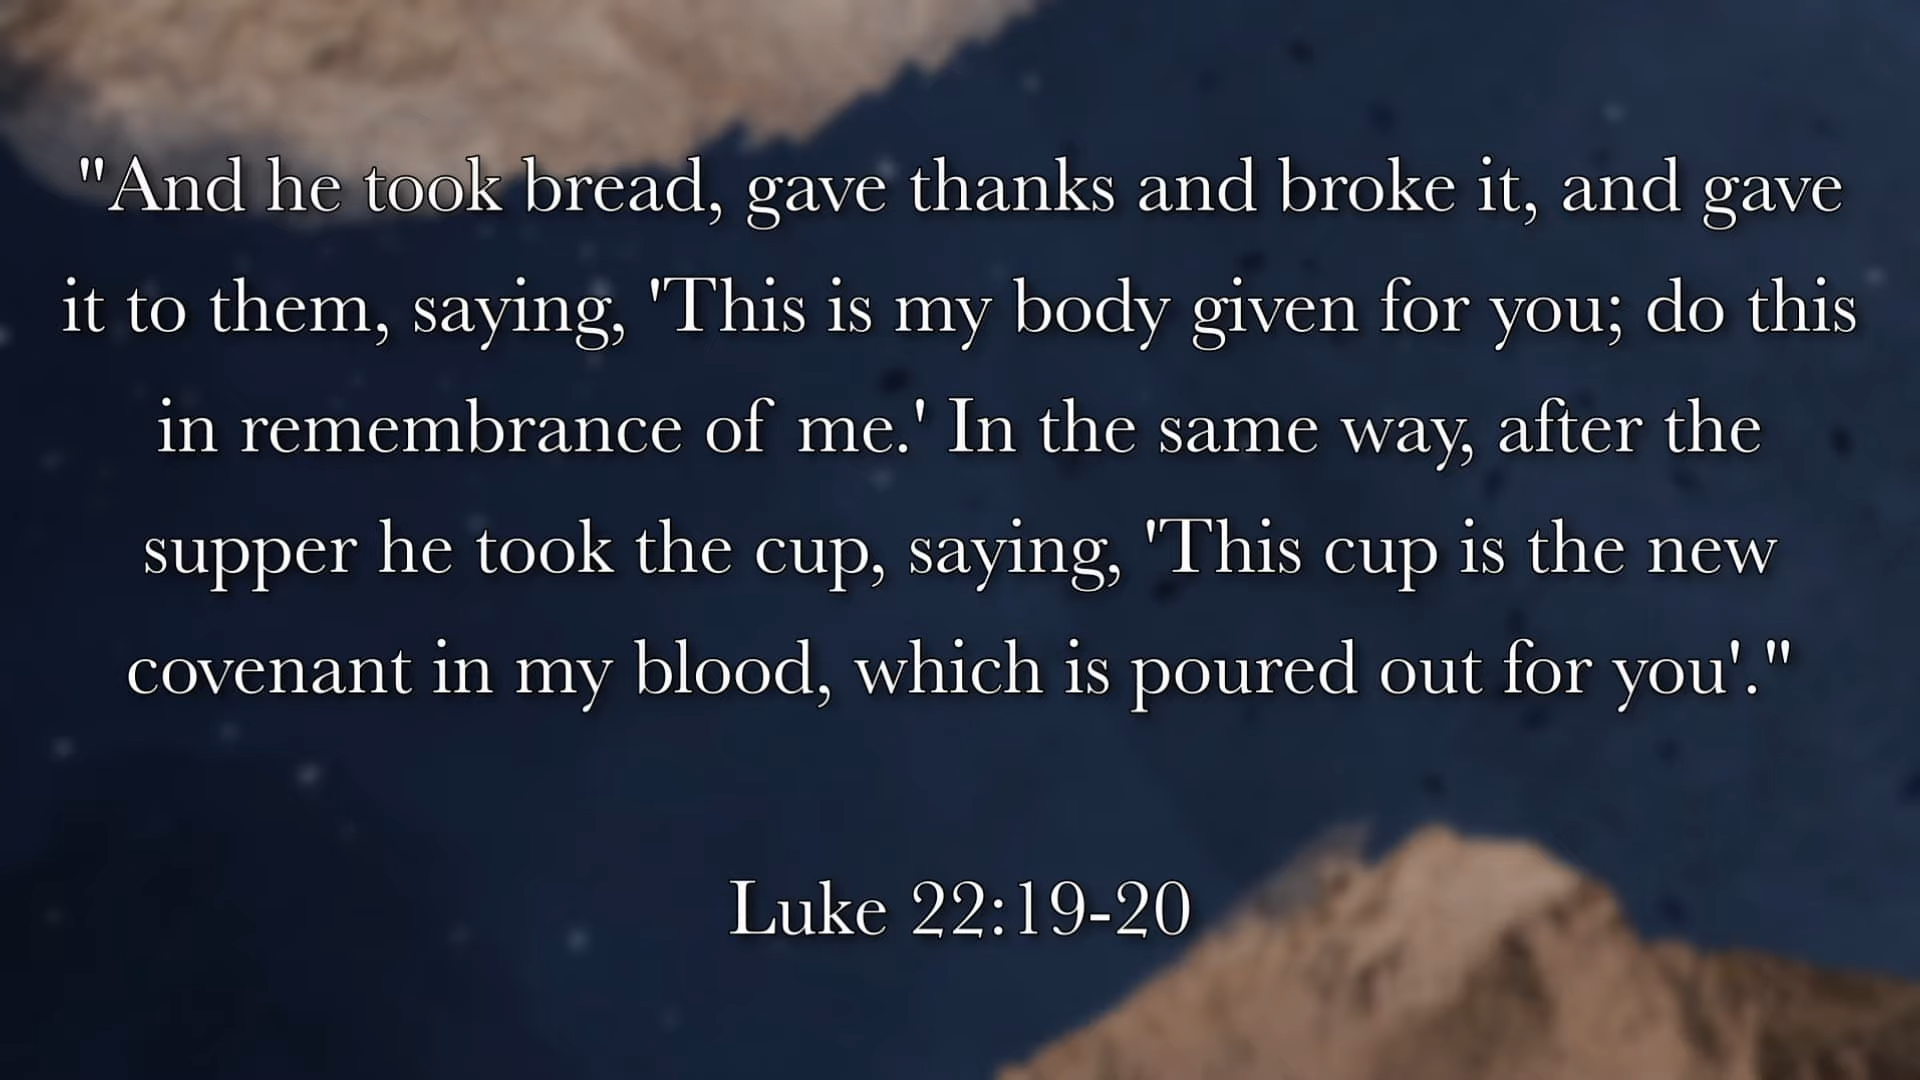 "And he took bread, gave thanks and broke it, and gave
it to them, saying, 'This is my body given for you; do this
in remembrance of me.' In the same way, after the
supper he took the cup, saying, 'This cup is the new
covenant in my blood, which is poured out for you'."
Luke 22:19-20